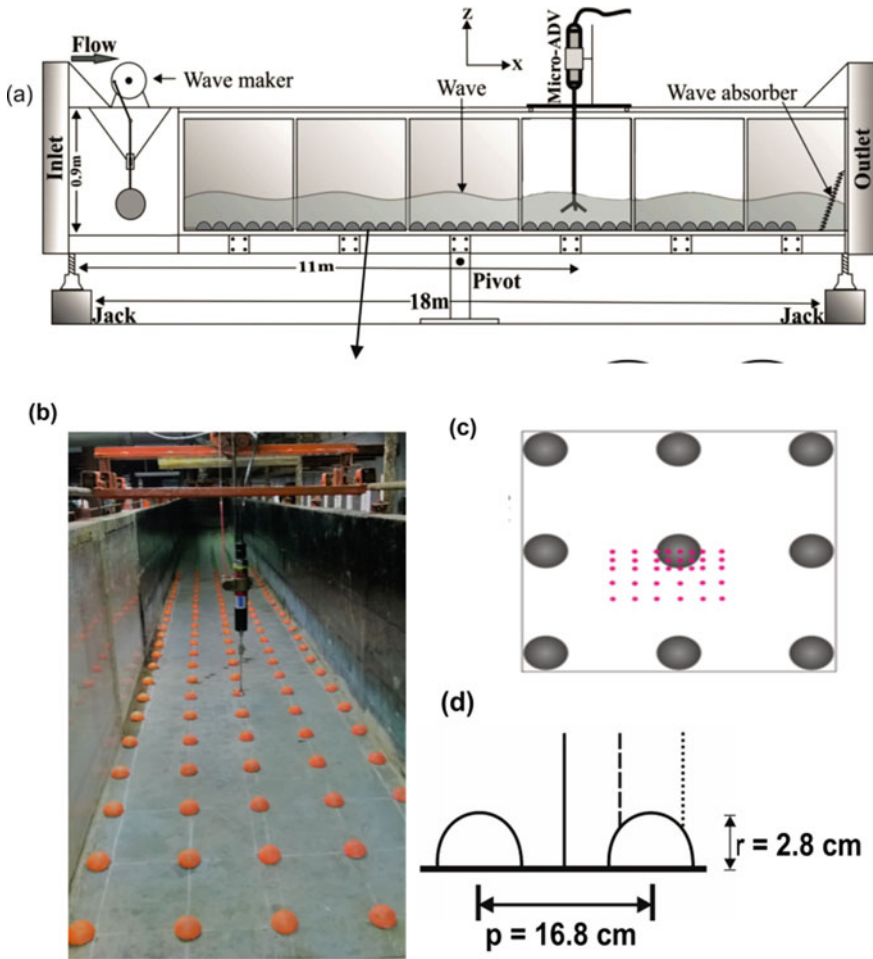 (a)
Flow
Wave maker
Z
X
Micro-ADV
Wave
Wave absorber
Inlet
0.9m
Outlet
11m
Pivot
18m
Jack
Jack
(b)
(c)
(d)
r = 2.8 cm
p = 16.8 cm